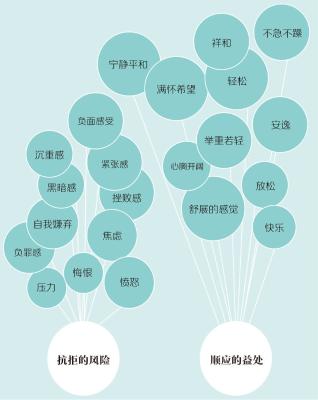 不急不躁
祥和
宁静平和
轻松
满怀希望
负面感受
安逸
举重若轻
沉重感
紧张感
心胸开阔
黑暗感
放松
挫败感
舒展的感觉
自我嫌弃
快乐
焦虑
负罪感
悔恨
愤怒
压力
抗拒的风险
顺应的益处